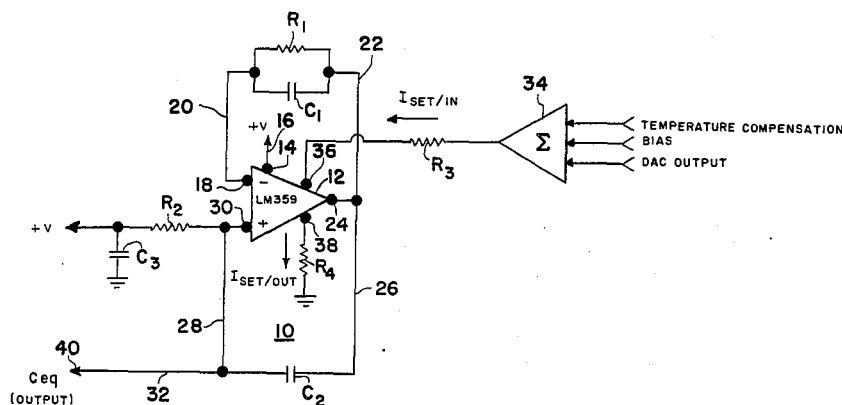 R1
22
34
20
C1
ISET/IN
+V
16
14
36
Σ
TEMPERATURE COMPENSATION
BIAS
DAC OUTPUT
R3
18
−
12
LM359
R2
30
+
24
38
+V
C3
R4
ISET/OUT
26
28
10
40
Ceq
(OUTPUT)
32
C2